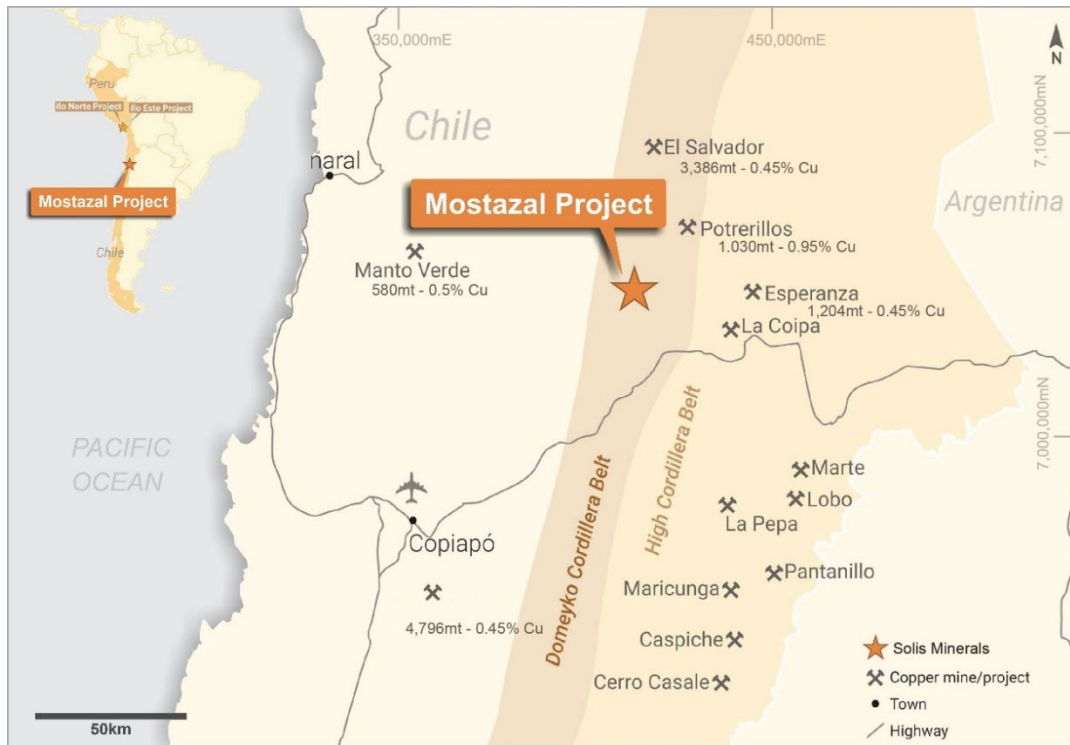 350,000mE
450,000mE
N
Peru
Ilo Norte Project
Ilo Este Project
Mostazal Project
Chile
Chile
7,100,000mN
Argentina
El Salvador
3,386mt - 0.45% Cu
ñaral
Mostazal Project
Potrerillos
1.030mt - 0.95% Cu
Manto Verde
580mt - 0.5% Cu
Esperanza
1,204mt - 0.45% Cu
La Coipa
PACIFIC
OCEAN
7,000,000mN
Domeyko Cordillera Belt
High Cordillera Belt
Marte
Lobo
La Pepa
Copiapó
Pantanillo
Maricunga
4,796mt - 0.45% Cu
Caspiche
Cerro Casale
Solis Minerals
Copper mine/project
Town
Highway
50km